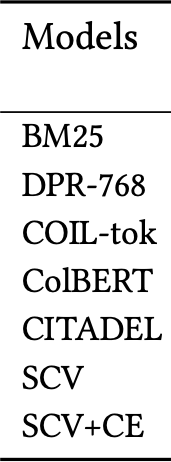 Models
BM25
DPR-768
COIL-tok
ColBERT
CITADEL
SCV
SCV+CE